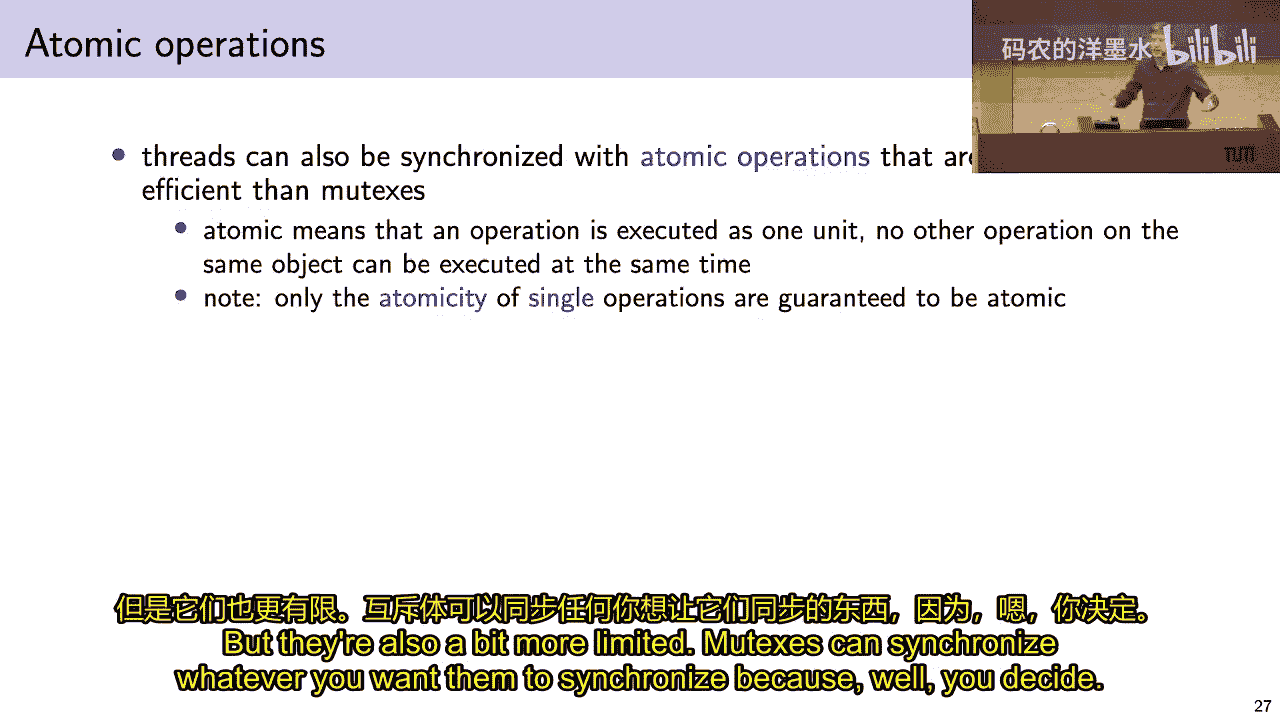 Atomic operations
码农的洋墨水 bilibili
TUTI
• threads can also be synchronized with atomic operations that are
efficient than mutexes
• atomic means that an operation is executed as one unit, no other operation on the
same object can be executed at the same time
• note: only the atomicity of single operations are guaranteed to be atomic
但是它们也更有限。互斥体可以同步任何你想让它们同步的东西，因为，嗯，你决定。
But they're also a bit more limited. Mutexes can synchronize
whatever you want them to synchronize because, well, you decide.
27